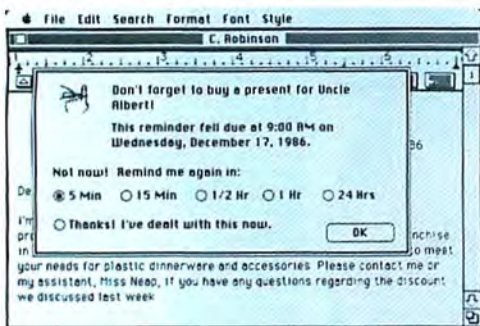 File Edit Search Format Font Style
C. Robinson
Don't forget to buy a present for Uncle
Albert!
This reminder fell due at 9:00 AM on
Wednesday, December 17, 1986.
Not now! Remind me again in:
5 Min 15 Min 1/2 Hr 1 Hr 24 Hrs
Thanks! I've dealt with this now.
OK
86
De
I'm
pro nchise
in to meet
your needs for plastic dinnerware and accessories. Please contact me or
my assistant, Miss Neap, if you have any questions regarding the discount
we discussed last week